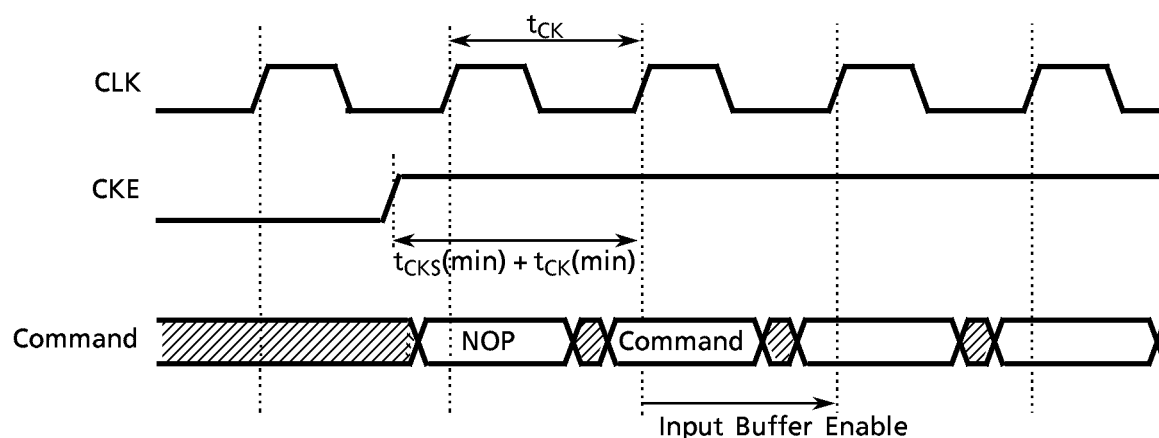 tCK
CLK
CKE
tCKS(min) + tCK(min)
Command NOP Command
Input Buffer Enable